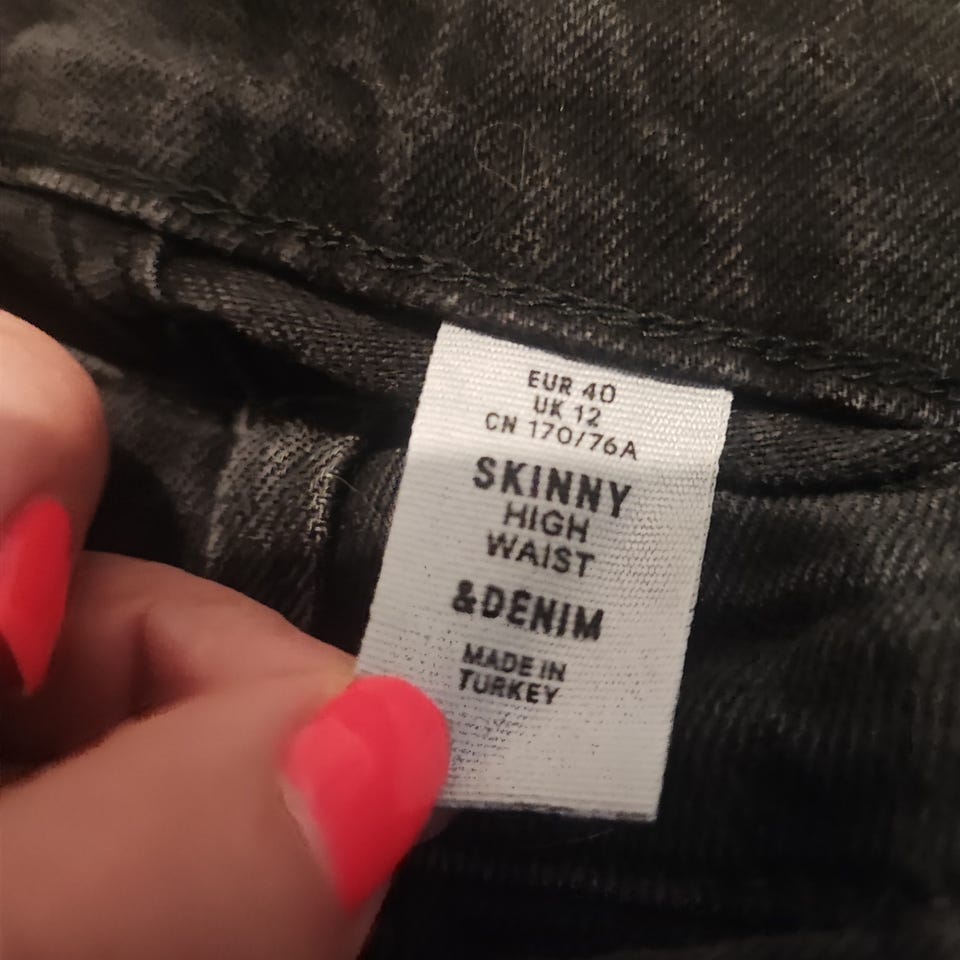 EUR 40
UK 12
CN 170/76A
SKINNY
HIGH
WAIST
&DENIM
MADE IN
TURKEY